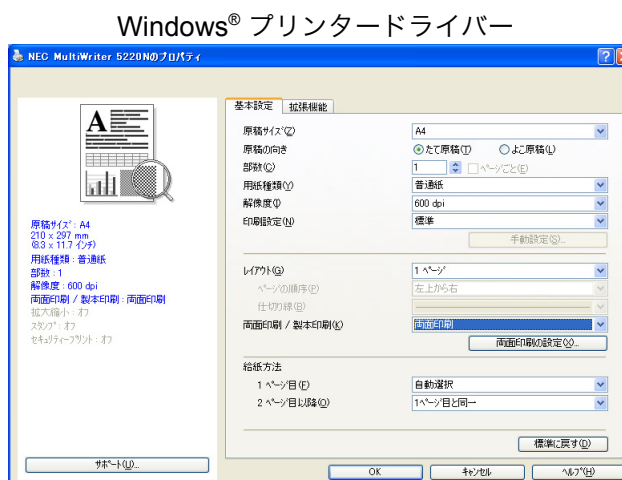 Windows® プリンタードライバー
NEC MultiWriter 5220Nのプロパティ
基本設定 拡張機能
A
原稿サイズ(Z) A4
原稿の向き たて原稿(T) よこ原稿(L)
部数(C) 1 ページごと(E)
用紙種類(Y) 普通紙
解像度(I) 600 dpi
印刷設定(N) 標準
手動設定(S)...
レイアウト(G) 1 ページ
ページの順序(P) 左上から右
仕切り線(B)
両面印刷 / 製本印刷(K) 両面印刷
両面印刷の設定(X)...
給紙方法
1 ページ目(F) 自動選択
2 ページ目以降(O) 1ページ目と同一
標準に戻す(D)
原稿サイズ : A4
210 x 297 mm
(8.3 x 11.7 インチ)
用紙種類 : 普通紙
部数 : 1
解像度 : 600 dpi
両面印刷 / 製本印刷 : 両面印刷
拡大縮小 : オフ
スタンプ : オフ
セキュリティープリント : オフ
サポート(U)...
OK キャンセル ヘルプ(H)